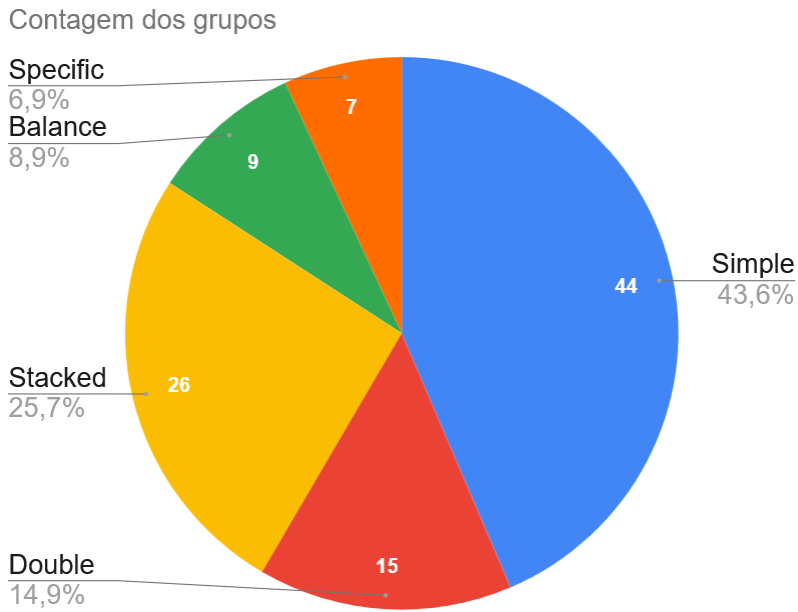 Contagem dos grupos
Specific
6,9%
7
Balance
8,9%
9
Simple
43,6%
44
Stacked
25,7%
26
Double
14,9%
15